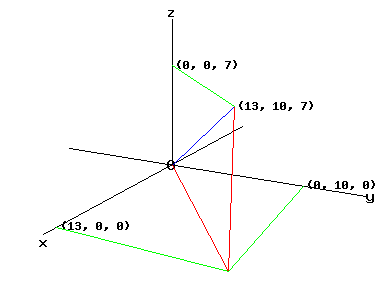 z
(0, 0, 7)
(13, 10, 7)
0
(0, 10, 0)
y
(13, 0, 0)
x